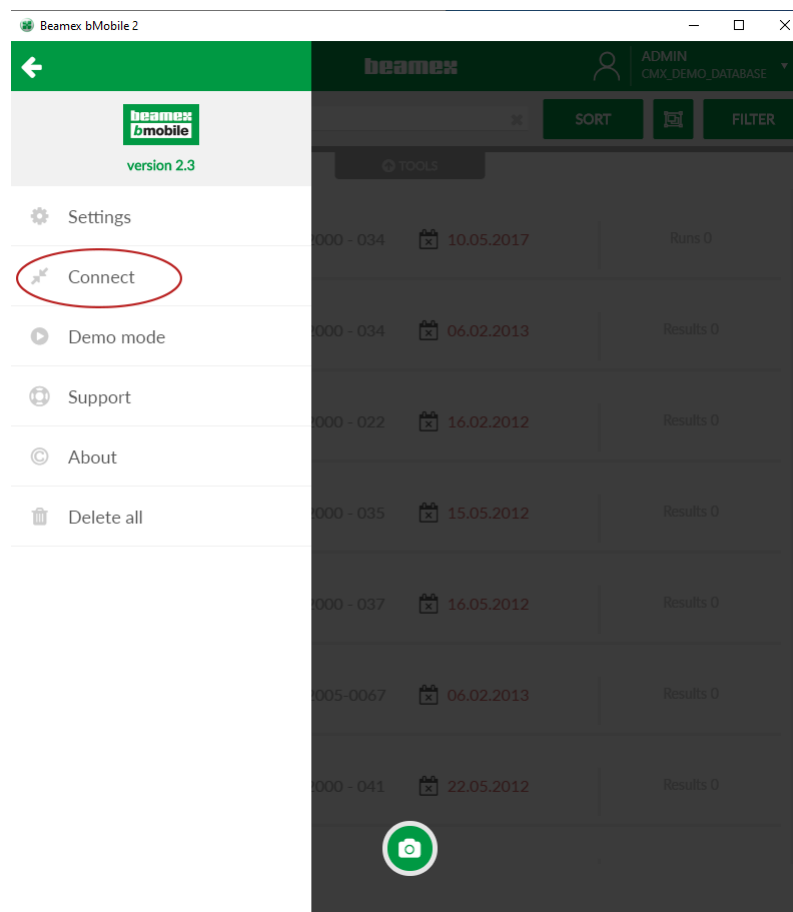 Beamex bMobile 2
beamex
ADMIN
CMX_DEMO_DATABASE
beamex
bmobile
version 2.3
SORT
FILTER
TOOLS
Settings
Connect
Demo mode
Support
About
Delete all
2000 - 034 10.05.2017 Runs 0
2000 - 034 06.02.2013 Results 0
2000 - 022 16.02.2012 Results 0
2000 - 035 15.05.2012 Results 0
2000 - 037 16.05.2012 Results 0
2005-0067 06.02.2013 Results 0
2000 - 041 22.05.2012 Results 0